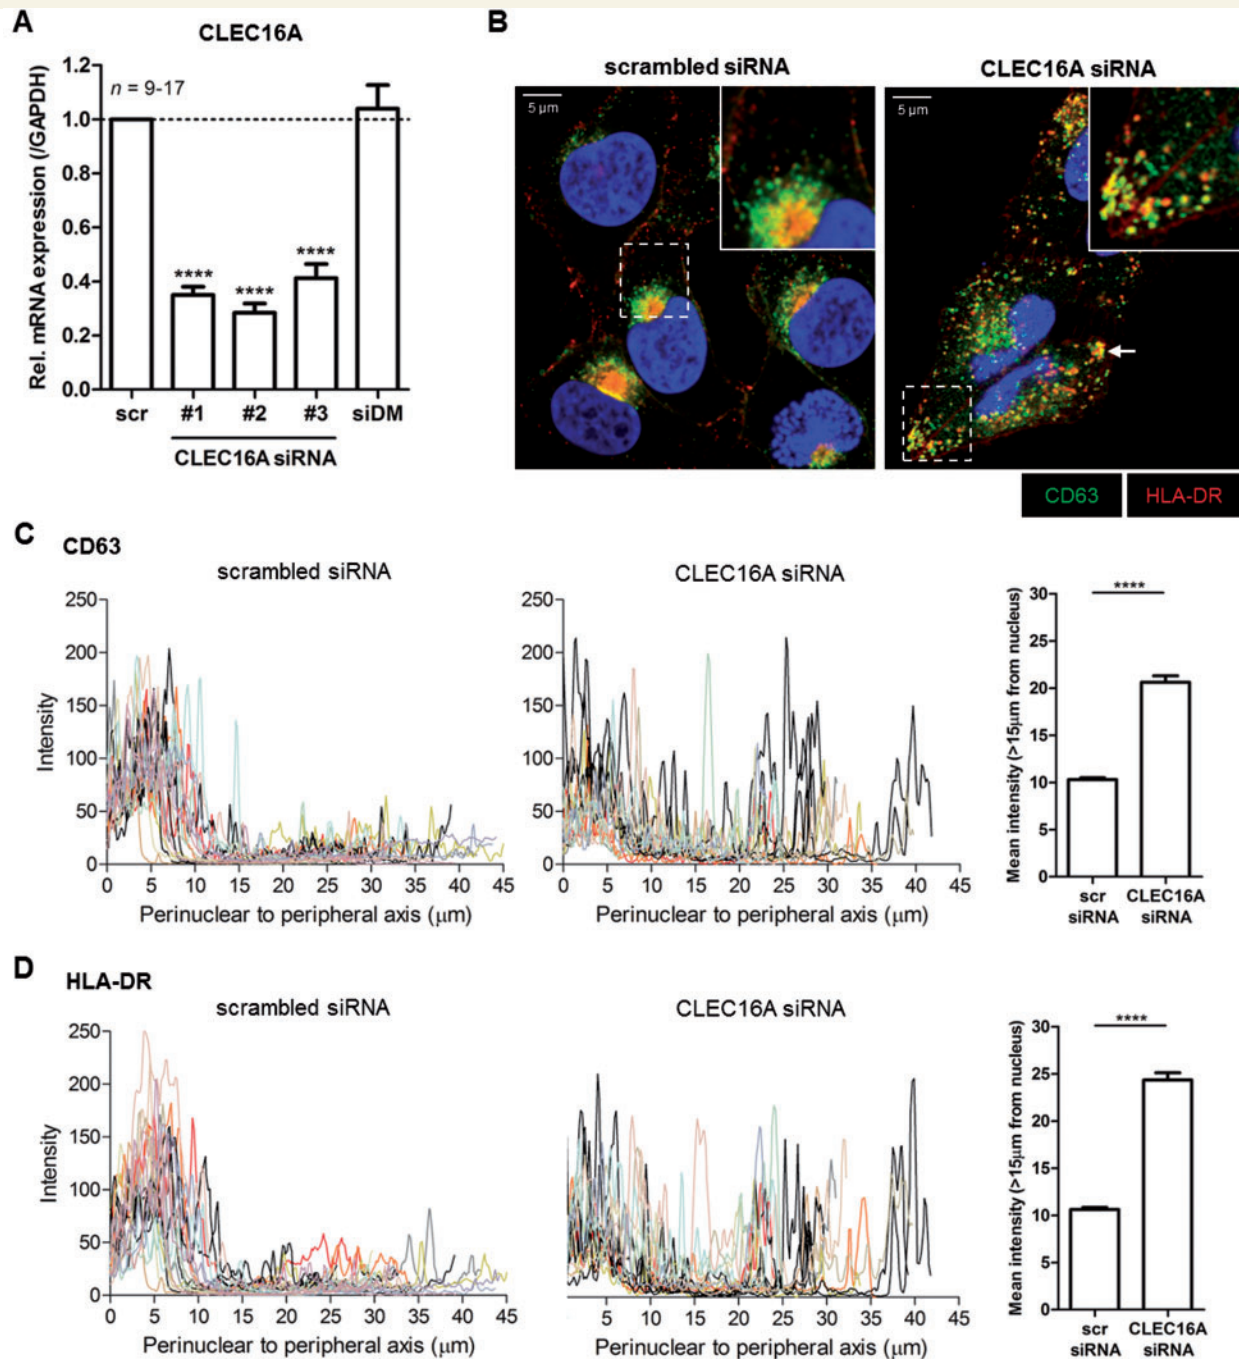 A
CLEC16A
Rel. mRNA expression (/GAPDH)
1.2
1.0
0.8
0.6
0.4
0.2
0.0
n = 9-17
****
****
****
scr
#1
#2
#3
siDM
CLEC16A siRNA
B
scrambled siRNA
CLEC16A siRNA
5 μm
5 μm
CD63
HLA-DR
C
CD63
scrambled siRNA
Intensity
250
200
150
100
50
0
0 5 10 15 20 25 30 35 40 45
Perinuclear to peripheral axis (μm)
CLEC16A siRNA
250
200
150
100
50
0
0 5 10 15 20 25 30 35 40 45
Perinuclear to peripheral axis (μm)
Mean intensity (>15μm from nucleus)
30
25
20
15
10
5
0
****
scr siRNA
CLEC16A siRNA
D
HLA-DR
scrambled siRNA
Intensity
250
200
150
100
50
0
0 5 10 15 20 25 30 35 40 45
Perinuclear to peripheral axis (μm)
CLEC16A siRNA
5 10 15 20 25 30 35 40 45
Perinuclear to peripheral axis (μm)
Mean intensity (>15μm from nucleus)
30
25
20
15
10
5
0
****
scr siRNA
CLEC16A siRNA